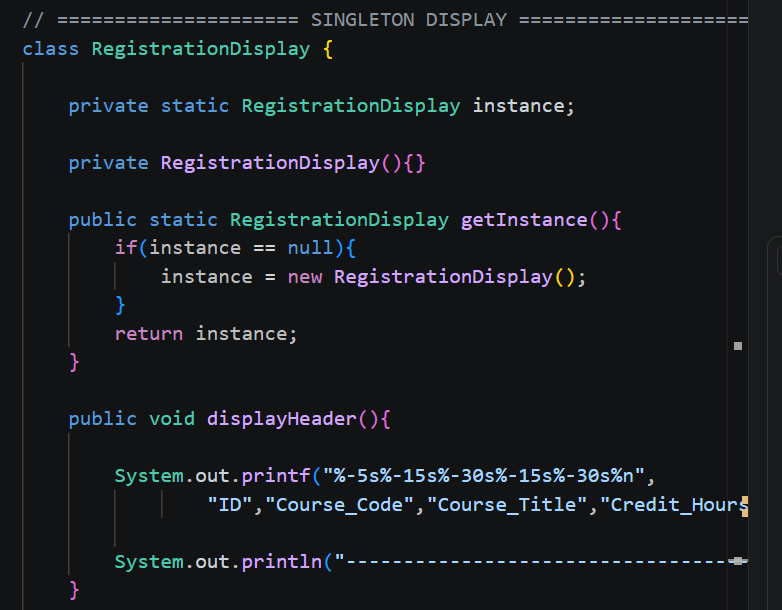 // ===================== SINGLETON DISPLAY ====================
class RegistrationDisplay {
private static RegistrationDisplay instance;
private RegistrationDisplay(){}
public static RegistrationDisplay getInstance(){
if(instance == null){
instance = new RegistrationDisplay();
}
return instance;
}
public void displayHeader(){
System.out.printf("%-5s%-15s%-30s%-15s%-30s%n",
"ID","Course_Code","Course_Title","Credit_Hours
System.out.println("-----------------------------------
}